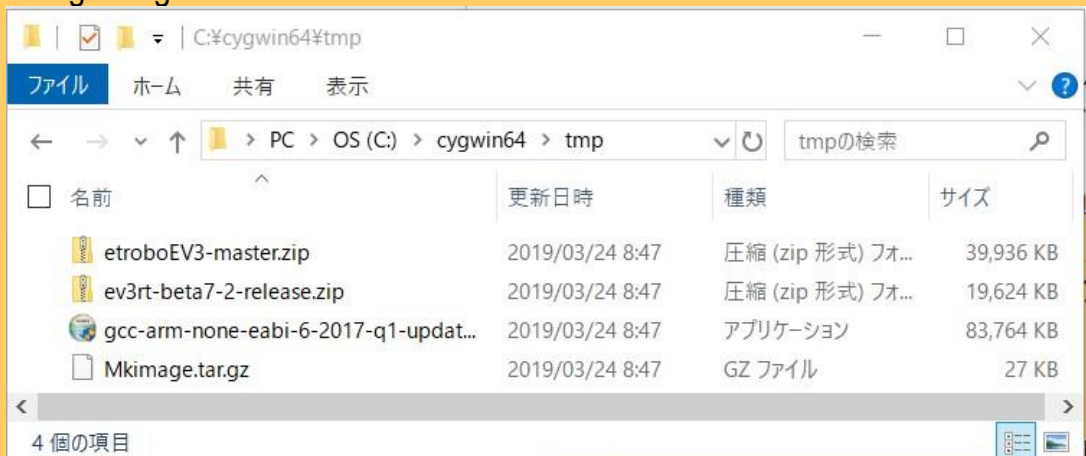 C:¥cygwin64¥tmp
ファイル ホーム 共有 表示
PC > OS (C:) > cygwin64 > tmp tmpの検索
名前 更新日時 種類 サイズ
etroboEV3-master.zip 2019/03/24 8:47 圧縮 (zip 形式) フォ... 39,936 KB
ev3rt-beta7-2-release.zip 2019/03/24 8:47 圧縮 (zip 形式) フォ... 19,624 KB
gcc-arm-none-eabi-6-2017-q1-updat... 2019/03/24 8:47 アプリケーション 83,764 KB
Mkimage.tar.gz 2019/03/24 8:47 GZ ファイル 27 KB
4 個の項目